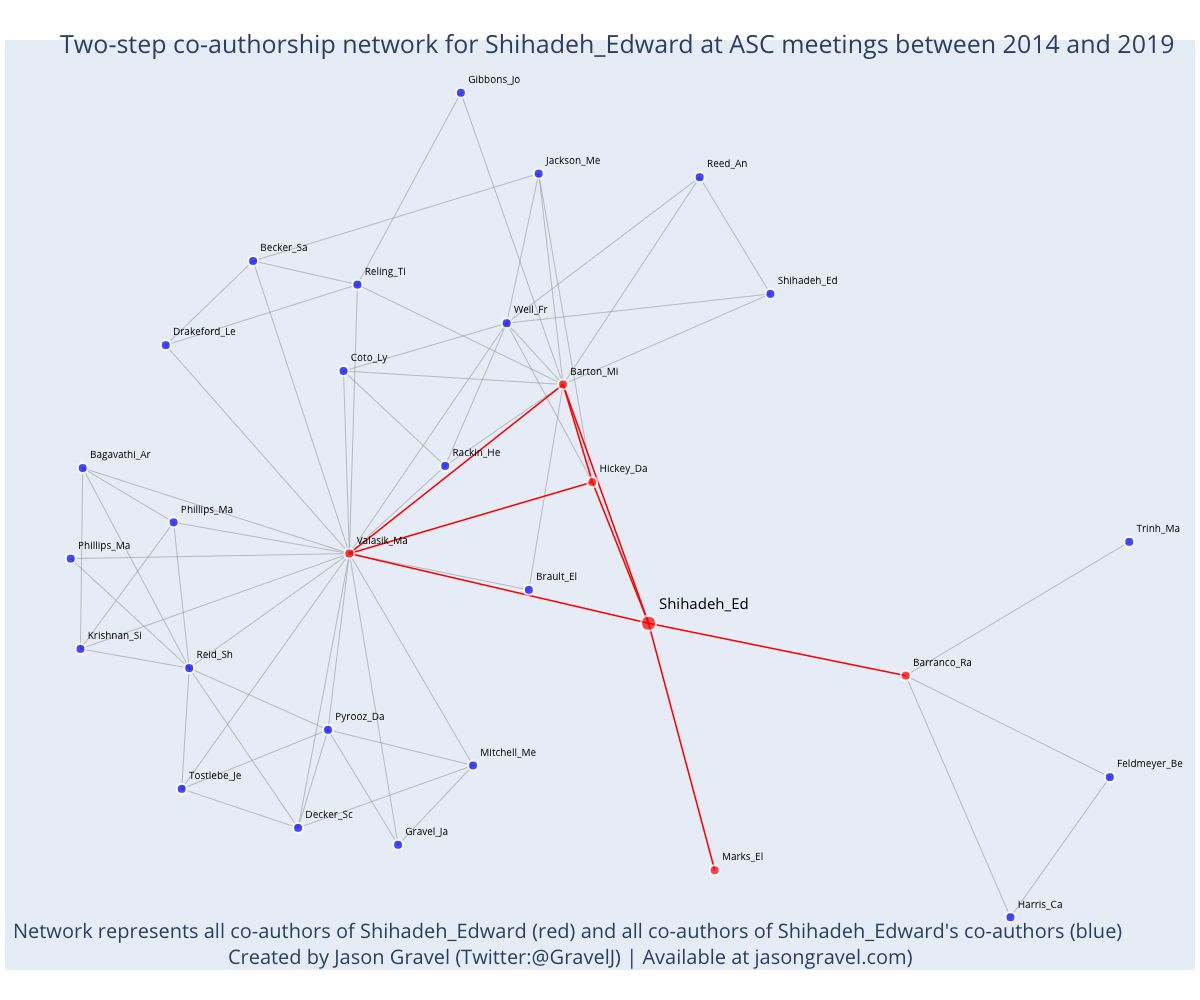 Two-step co-authorship network for Shihadeh_Edward at ASC meetings between 2014 and 2019
Gibbons_Jo
Jackson_Me
Reed_An
Becker_Sa
Reling_Ti
Shihadeh_Ed
Weil_Fr
Drakeford_Le
Coto_Ly
Barton_Mi
Bagavathi_Ar
Rackin_He
Hickey_Da
Phillips_Ma
Trinh_Ma
Valasik_Ma
Phillips_Ma
Brault_El
Shihadeh_Ed
Krishnan_Si
Reid_Sh
Barranco_Ra
Pyrooz_Da
Mitchell_Me
Feldmeyer_Be
Tostlebe_Je
Decker_Sc
Gravel_Ja
Marks_El
Harris_Ca
Network represents all co-authors of Shihadeh_Edward (red) and all co-authors of Shihadeh_Edward's co-authors (blue)
Created by Jason Gravel (Twitter:@GravelJ) | Available at jasongravel.com)